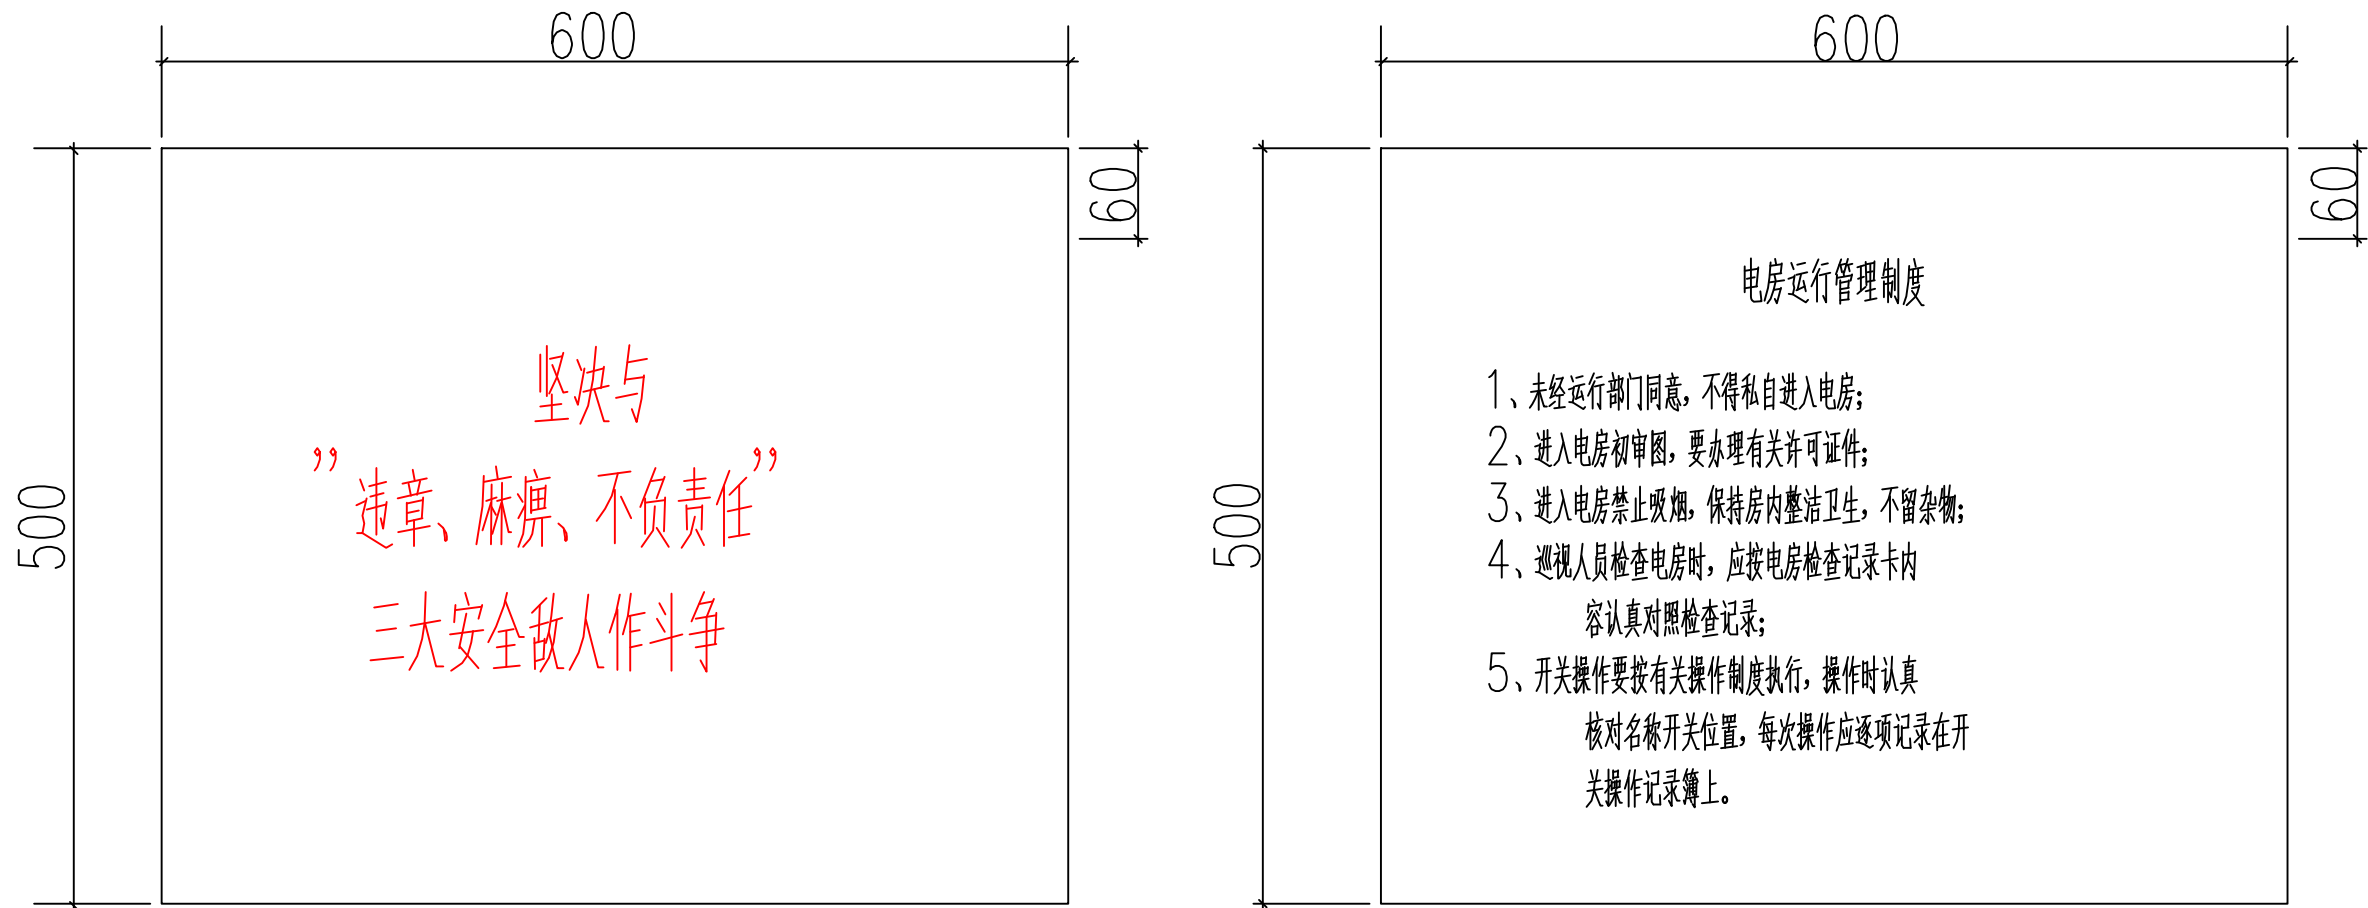 600
600
60
60
500
500
坚决与
”违章、麻痹、不负责任”
三大安全敌人作斗争
电房运行管理制度
1、未经运行部门同意，不得私自进入电房；
2、进入电房初审图，要办理有关许可证件；
3、进入电房禁止吸烟，保持房内整洁卫生，不留杂物；
4、巡视人员检查电房时，应按电房检查记录卡内
容认真对照检查记录；
5、开关操作要按有关操作制度执行，操作时认真
核对名称开关位置，每次操作应逐项记录在开
关操作记录簿上。